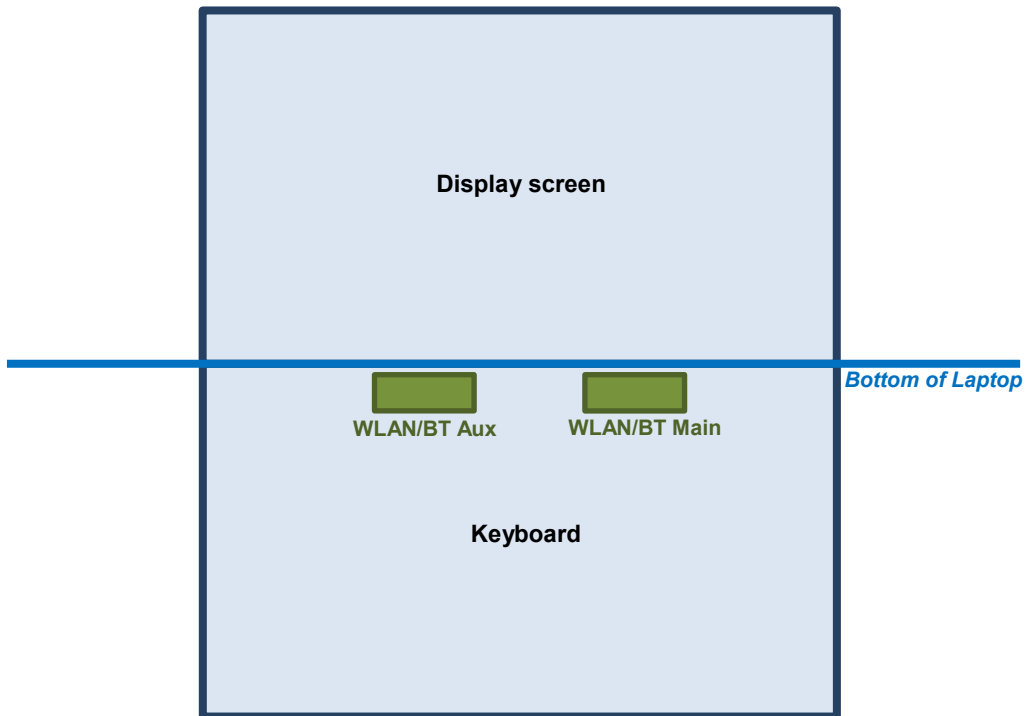 Display screen
Bottom of Laptop
WLAN/BT Aux
WLAN/BT Main
Keyboard